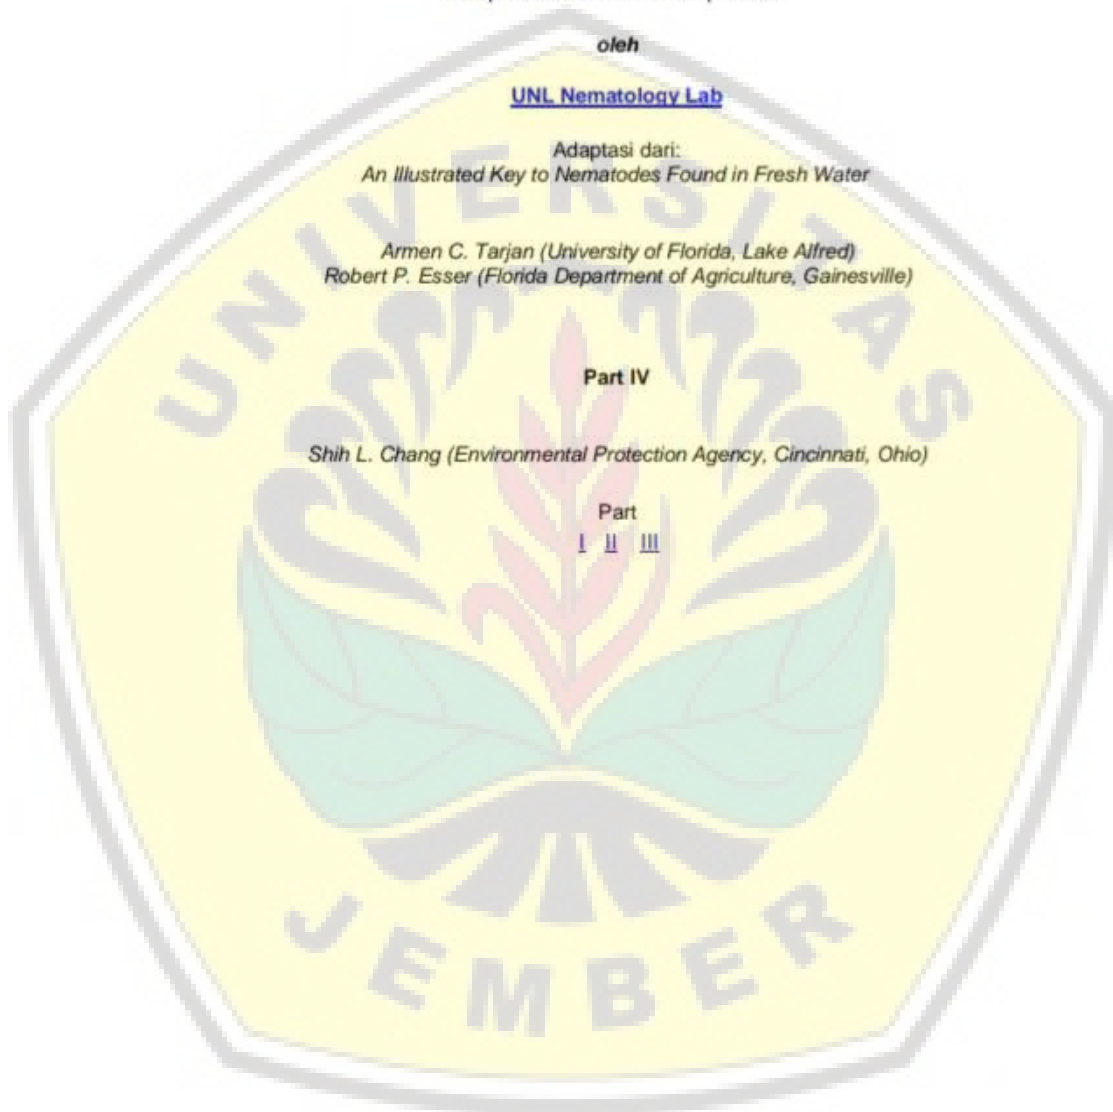 oleh
UNL Nematology Lab
Adaptasi dari:
An Illustrated Key to Nematodes Found in Fresh Water
Armen C. Tarjan (University of Florida, Lake Alfred)
Robert P. Esser (Florida Department of Agriculture, Gainesville)
Part IV
Shih L. Chang (Environmental Protection Agency, Cincinnati, Ohio)
Part
I II III
UNIVERSITAS
JEMBER